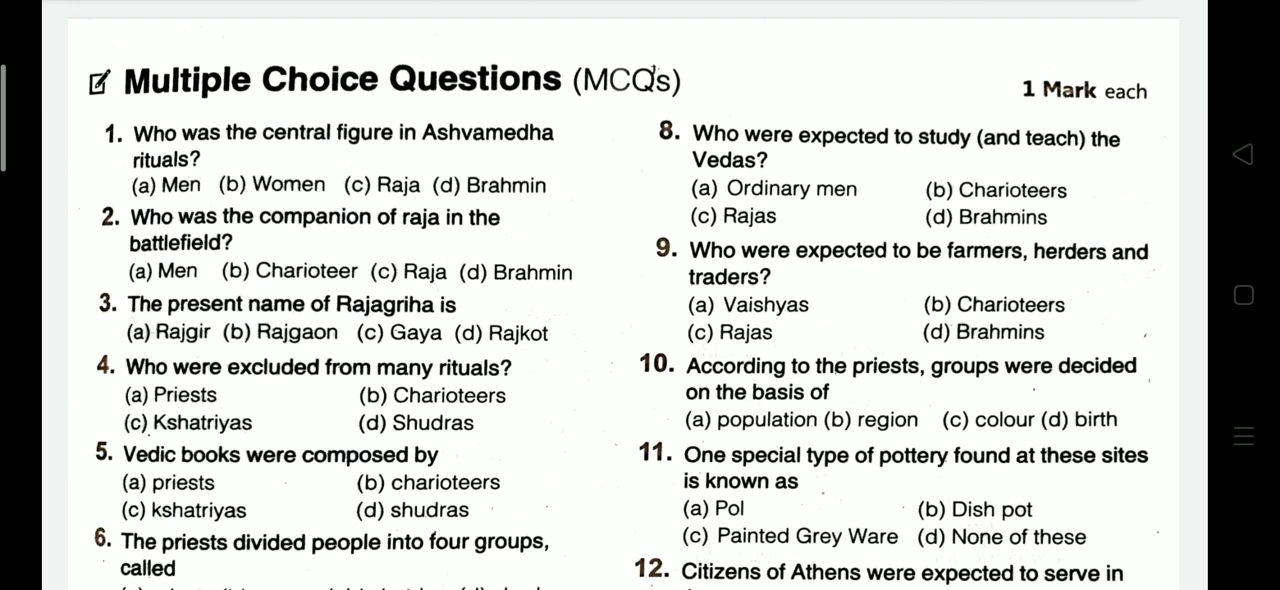 Multiple Choice Questions (MCQs)
1 Mark each
1. Who was the central figure in Ashvamedha
rituals?
(a) Men (b) Women (c) Raja (d) Brahmin
2. Who was the companion of raja in the
battlefield?
(a) Men (b) Charioteer (c) Raja (d) Brahmin
3. The present name of Rajagriha is
(a) Rajgir (b) Rajgaon (c) Gaya (d) Rajkot
4. Who were excluded from many rituals?
(a) Priests (b) Charioteers
(c) Kshatriyas (d) Shudras
5. Vedic books were composed by
(a) priests (b) charioteers
(c) kshatriyas (d) shudras
6. The priests divided people into four groups,
called
8. Who were expected to study (and teach) the
Vedas?
(a) Ordinary men (b) Charioteers
(c) Rajas (d) Brahmins
9. Who were expected to be farmers, herders and
traders?
(a) Vaishyas (b) Charioteers
(c) Rajas (d) Brahmins
10. According to the priests, groups were decided
on the basis of
(a) population (b) region (c) colour (d) birth
11. One special type of pottery found at these sites
is known as
(a) Pol (b) Dish pot
(c) Painted Grey Ware (d) None of these
12. Citizens of Athens were expected to serve in